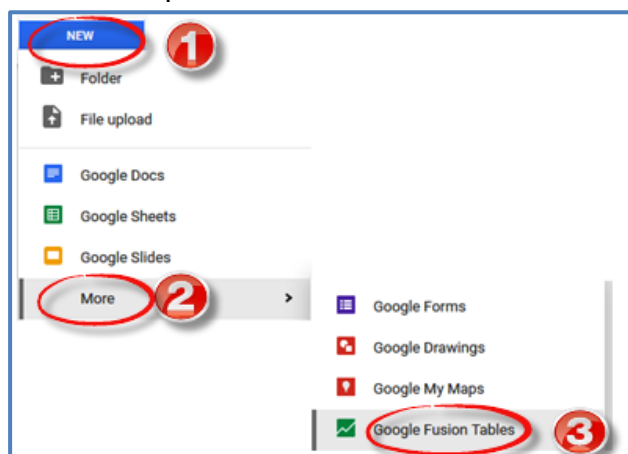 NEW
1
Folder
File upload
Google Docs
Google Sheets
Google Slides
More
2
Google Forms
Google Drawings
Google My Maps
Google Fusion Tables
3